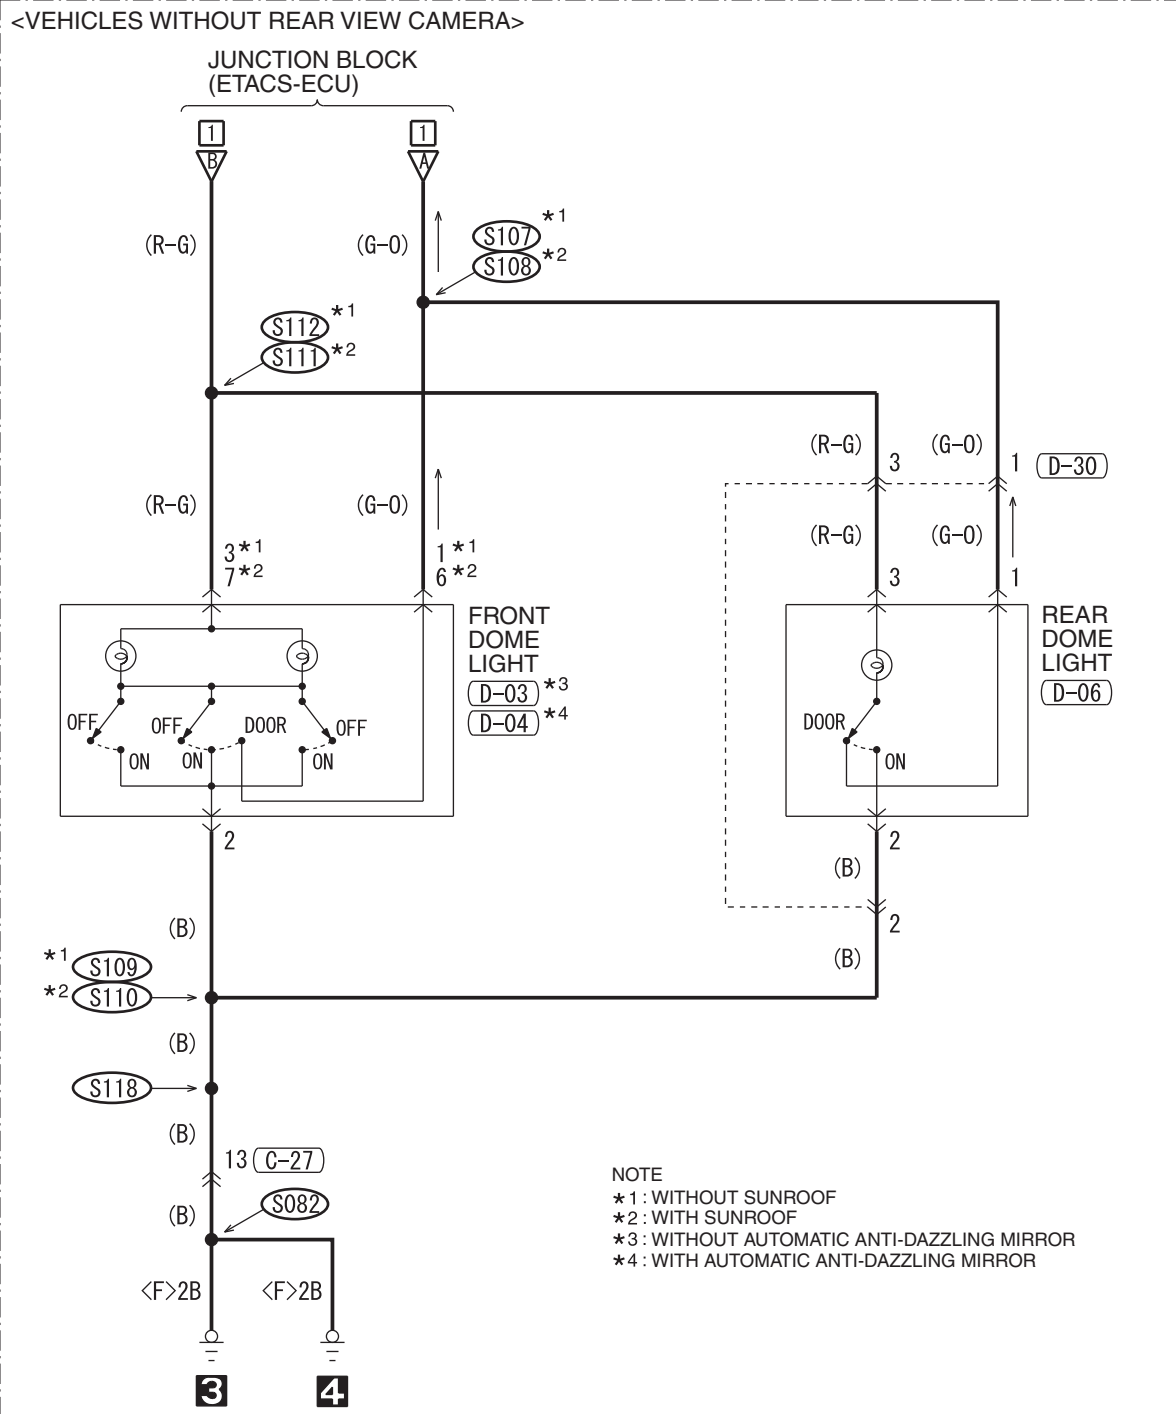 <VEHICLES WITHOUT REAR VIEW CAMERA>
JUNCTION BLOCK
(ETACS-ECU)
1 1
B A
(R-G) (G-O) S107 *1
S108 *2
S112 *1
S111 *2
(R-G) (G-O) 3 1 D-30
(R-G) (G-O) (R-G) (G-O)
3*1 1*1
7*2 6*2 3 1
FRONT
DOME
LIGHT
D-03 *3
D-04 *4
REAR
DOME
LIGHT
D-06
OFF OFF DOOR OFF
ON ON ON
DOOR
ON
2 2
(B)
2
(B) (B)
*1 S109
*2 S110
(B)
S118
(B)
13 C-27
(B) S082
<F>2B <F>2B
3 4
NOTE
*1 : WITHOUT SUNROOF
*2 : WITH SUNROOF
*3 : WITHOUT AUTOMATIC ANTI-DAZZLING MIRROR
*4 : WITH AUTOMATIC ANTI-DAZZLING MIRROR